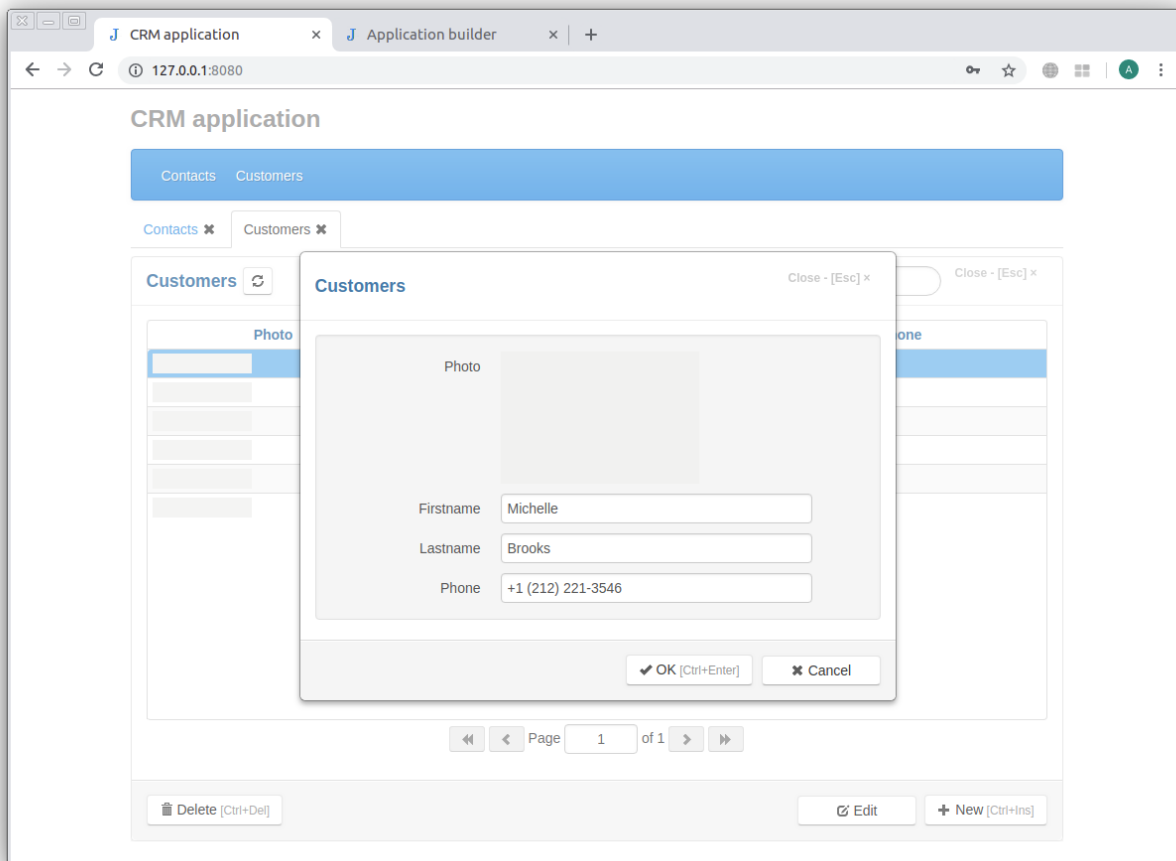 J CRM application × J Application builder × +
127.0.0.1:8080 A
CRM application
Contacts Customers
Contacts ✖ Customers ✖
Customers Close - [Esc] ×
Customers Close - [Esc] ×
Photo one
Photo
Firstname Michelle
Lastname Brooks
Phone +1 (212) 221-3546
OK [Ctrl+Enter] Cancel
Page 1 of 1
Delete [Ctrl+Del] Edit New [Ctrl+Ins]